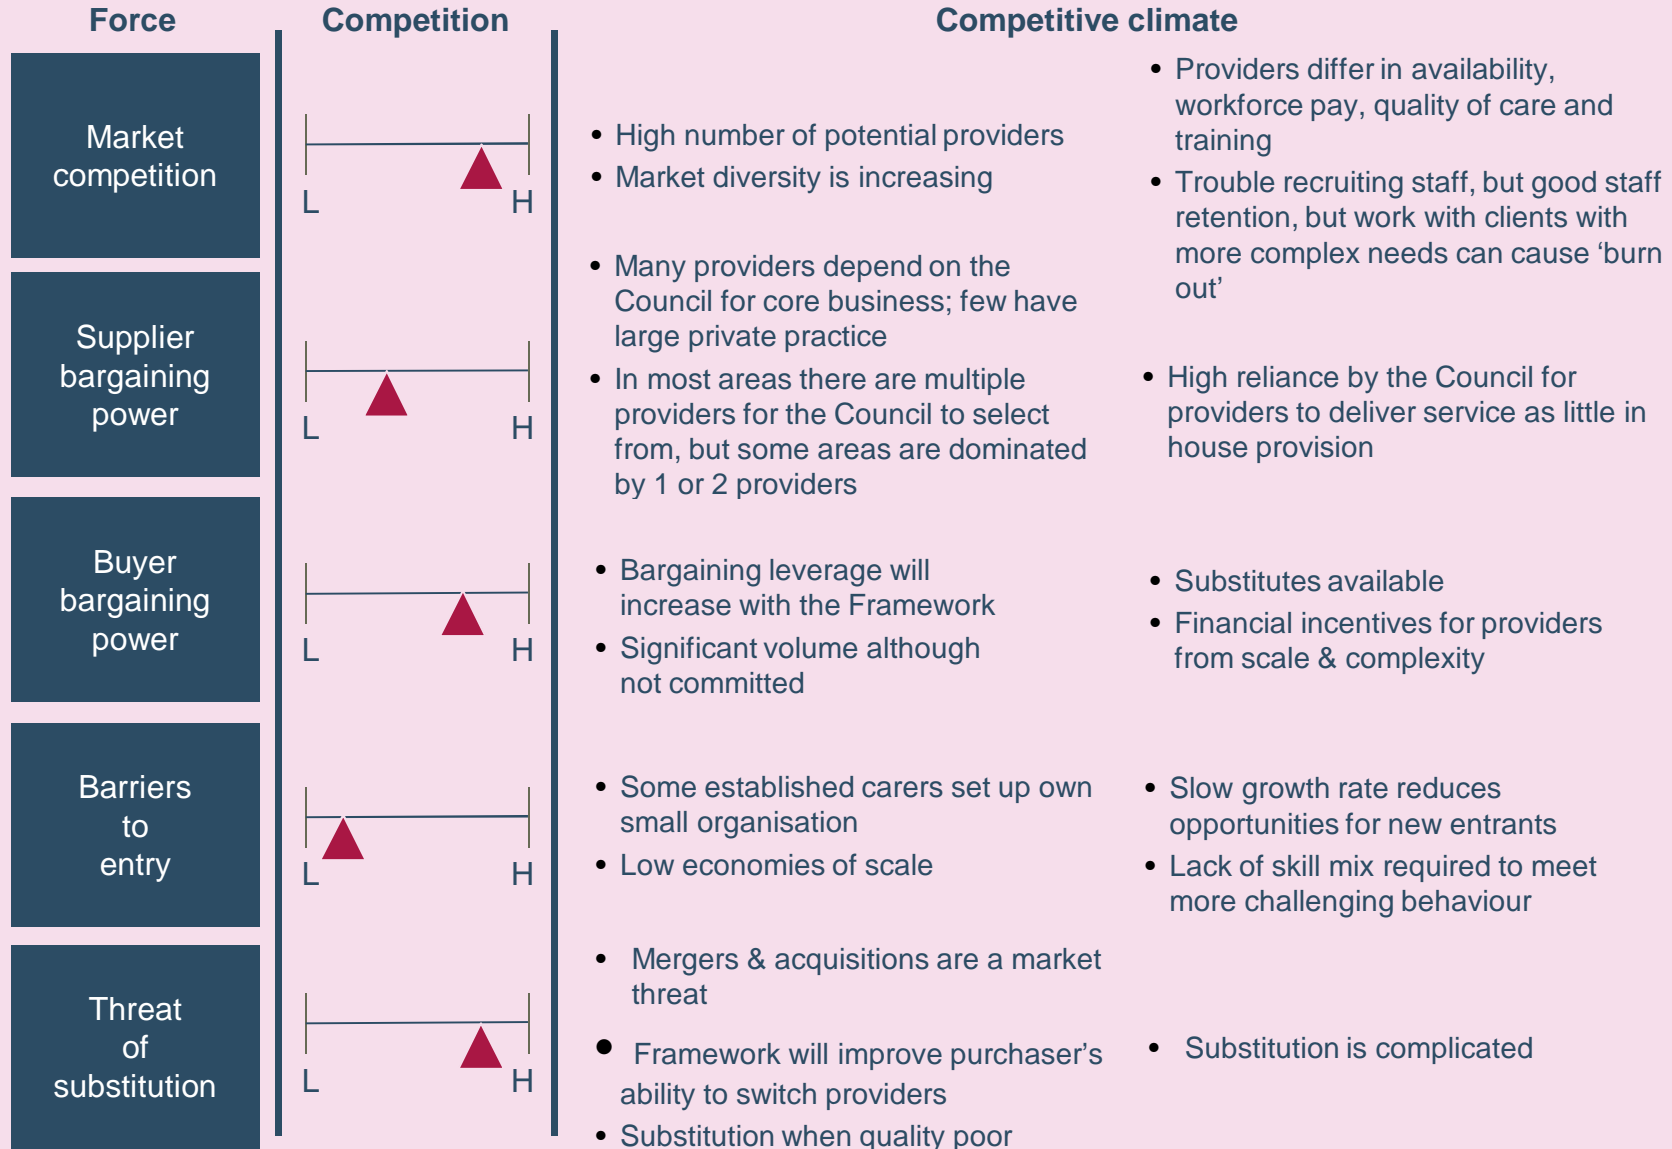 Force
Competition
Competitive climate
Market
competition
L
H
• High number of potential providers
• Market diversity is increasing
• Providers differ in availability,
workforce pay, quality of care and
training
• Trouble recruiting staff, but good staff
retention, but work with clients with
more complex needs can cause ‘burn
out’
Supplier
bargaining
power
L
H
• Many providers depend on the
Council for core business; few have
large private practice
• In most areas there are multiple
providers for the Council to select
from, but some areas are dominated
by 1 or 2 providers
• High reliance by the Council for
providers to deliver service as little in
house provision
Buyer
bargaining
power
L
H
• Bargaining leverage will
increase with the Framework
• Significant volume although
not committed
• Substitutes available
• Financial incentives for providers
from scale & complexity
Barriers
to
entry
L
H
• Some established carers set up own
small organisation
• Low economies of scale
• Slow growth rate reduces
opportunities for new entrants
• Lack of skill mix required to meet
more challenging behaviour
Threat
of
substitution
L
H
• Mergers & acquisitions are a market
threat
• Framework will improve purchaser’s
ability to switch providers
• Substitution when quality poor
• Substitution is complicated